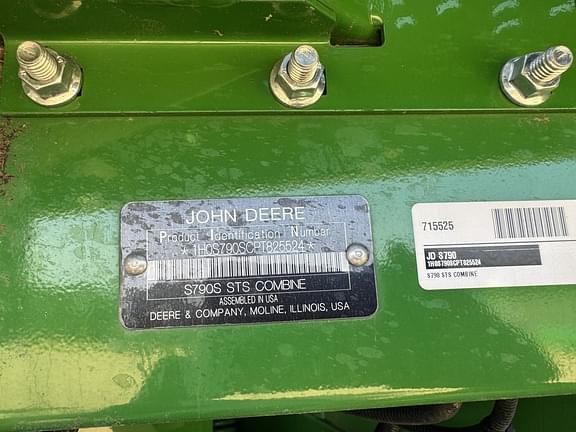 JOHN DEERE
Product Identification Number
*1H0S790SCPT825524*
S790S STS COMBINE
ASSEMBLED IN USA
DEERE & COMPANY, MOLINE, ILLINOIS, USA
715525
JD S790
1H0S790SCPT825524
S790 STS COMBINE